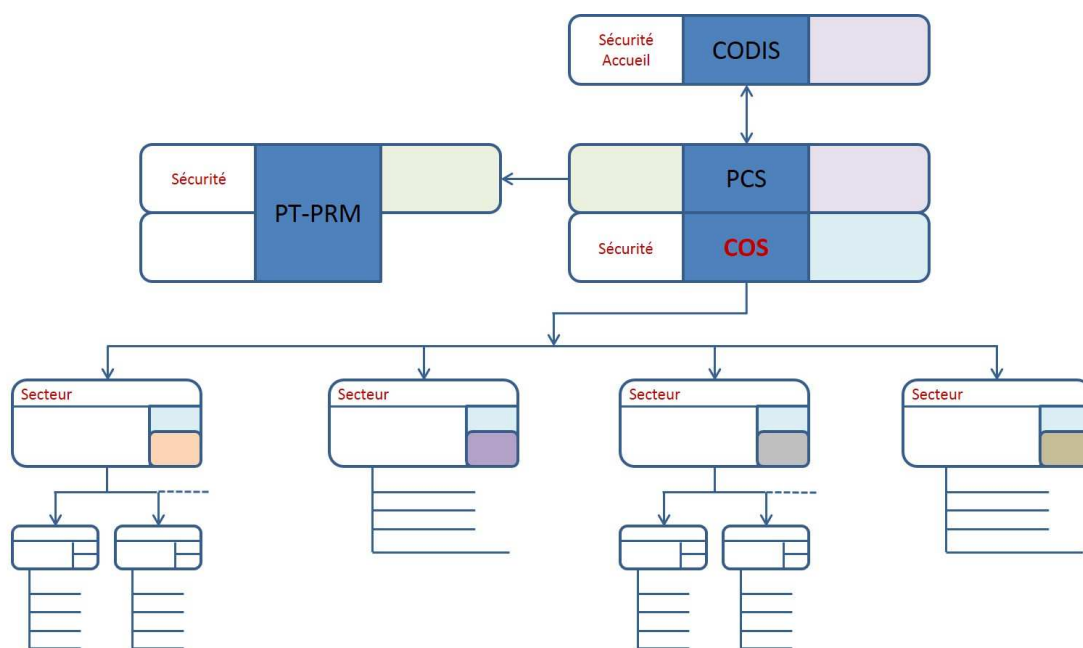 Sécurité
Accueil
CODIS
PCS
Sécurité
PT-PRM
Sécurité
COS
Secteur
Secteur
Secteur
Secteur